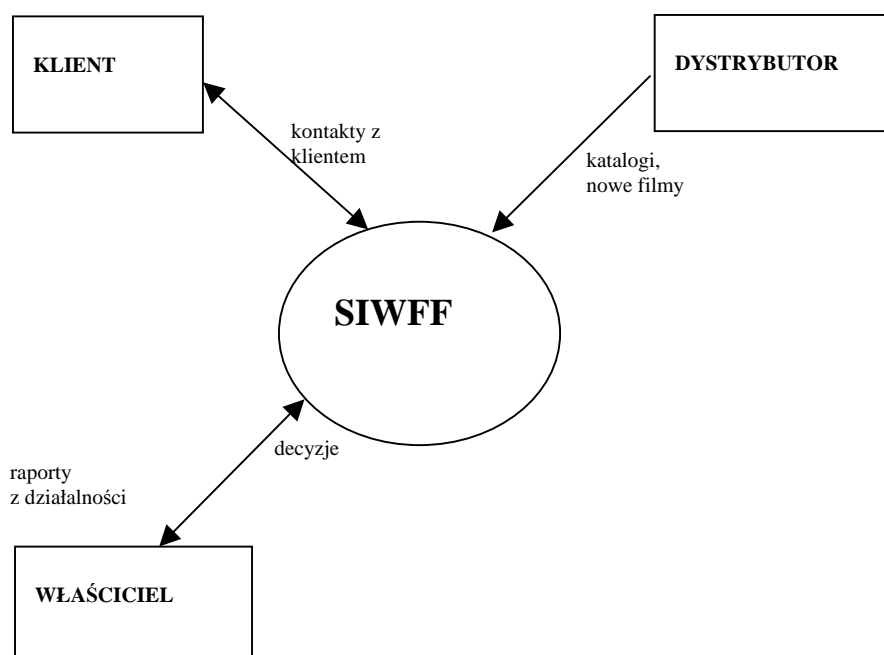 KLIENT
DYSTRYBUTOR
kontakty z
klientem
katalogi,
nowe filmy
SIWFF
decyzje
raporty
z działalności
WŁAŚCICIEL